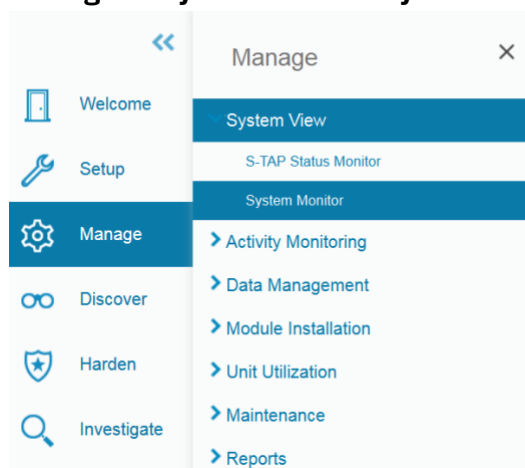 Manage
Welcome
Setup
Manage
Discover
Harden
Investigate
System View
S-TAP Status Monitor
System Monitor
Activity Monitoring
Data Management
Module Installation
Unit Utilization
Maintenance
Reports